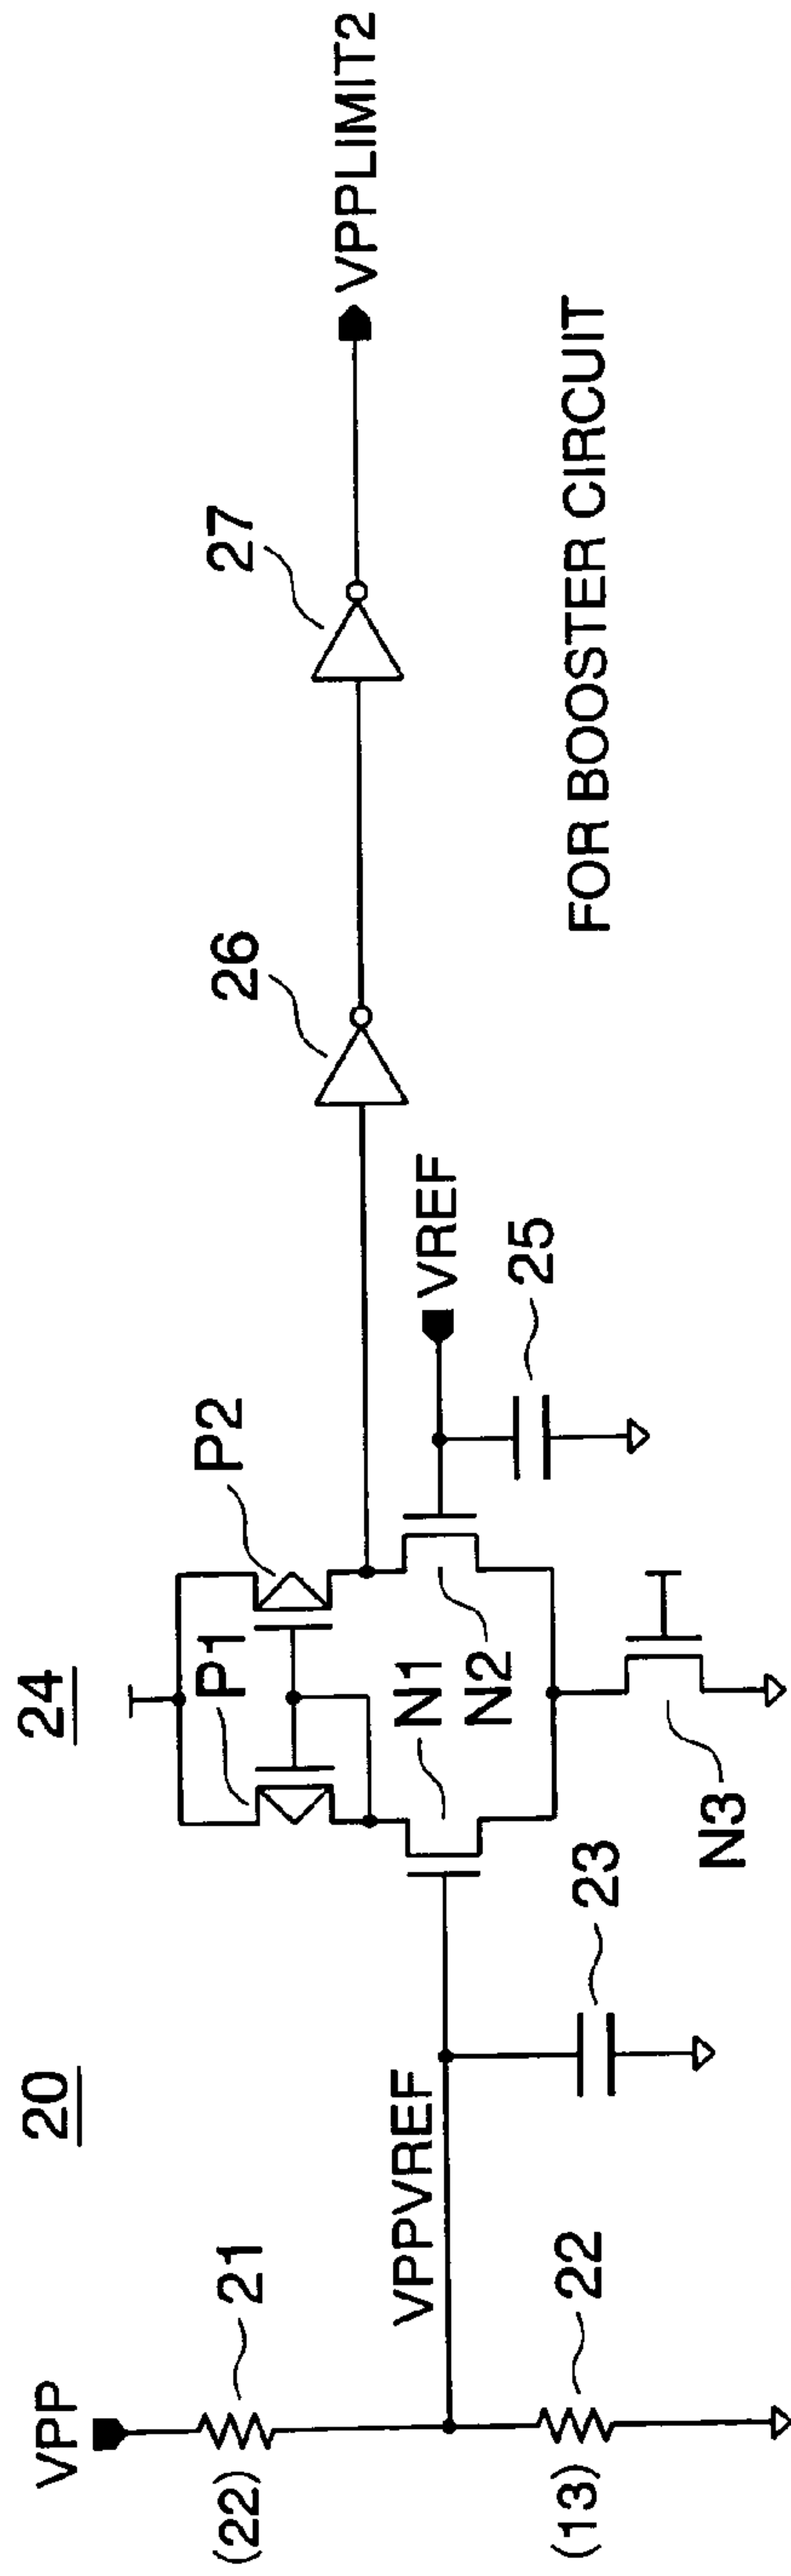 20
24
VPP
21
(22)
VPPVREF
22
(13)
23
P1
P2
N1
N2
N3
VREF
25
26
27
VPPLIMIT2
FOR BOOSTER CIRCUIT